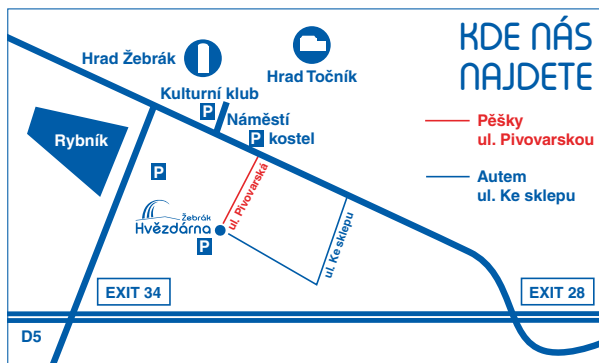 KDE NÁS
NAJDETE
Hrad Žebrák
Hrad Točník
Kulturní klub
P
Náměstí
P kostel
Rybník
P
Pěšky
ul. Pivovarskou
Autem
ul. Ke sklepu
ul. Pivovarská
Žebrák
Hvězdárna
P
ul. Ke sklepu
EXIT 34
EXIT 28
D5